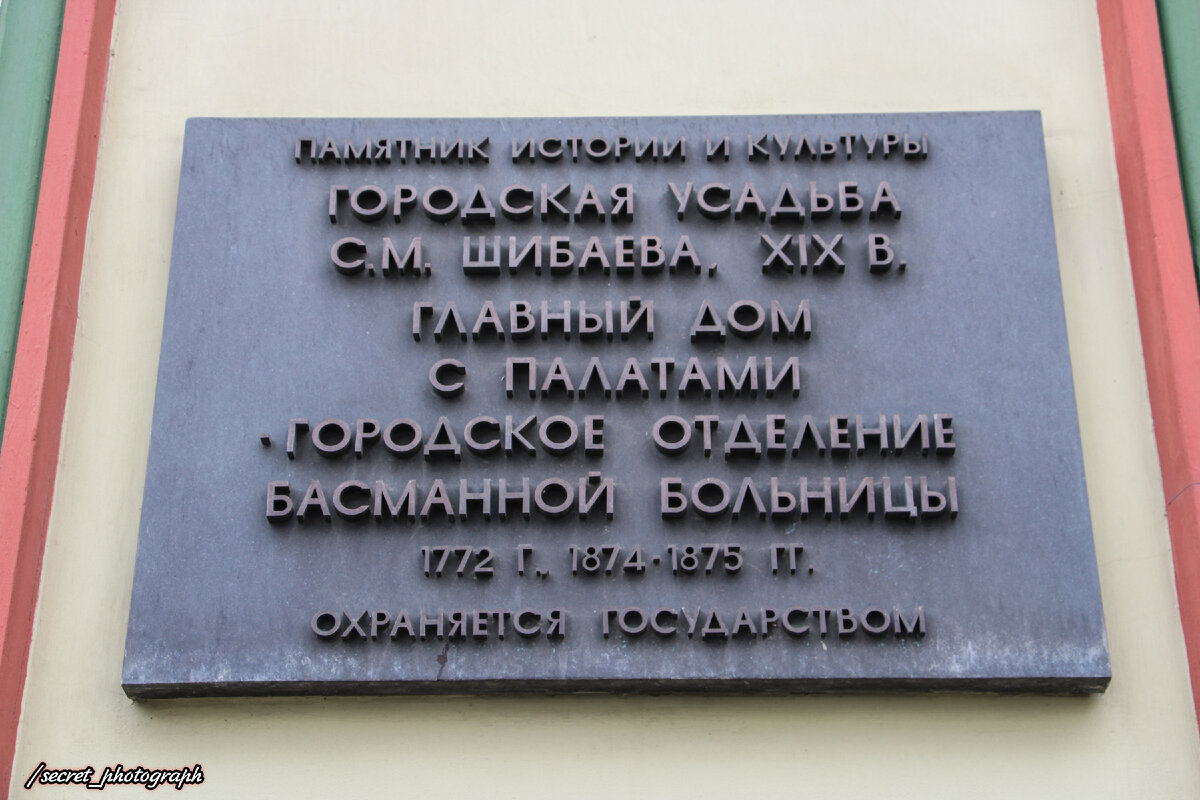 ПАМЯТНИК ИСТОРИИ И КУЛЬТУРЫ
ГОРОДСКАЯ УСАДЬБА
С.М. ШИБАЕВА, XIX В.
ГЛАВНЫЙ ДОМ
С ПАЛАТАМИ
·ГОРОДСКОЕ ОТДЕЛЕНИЕ
БАСМАННОЙ БОЛЬНИЦЫ
1772 Г., 1874·1875 ГГ.
ОХРАНЯЕТСЯ ГОСУДАРСТВОМ
/secret_photograph